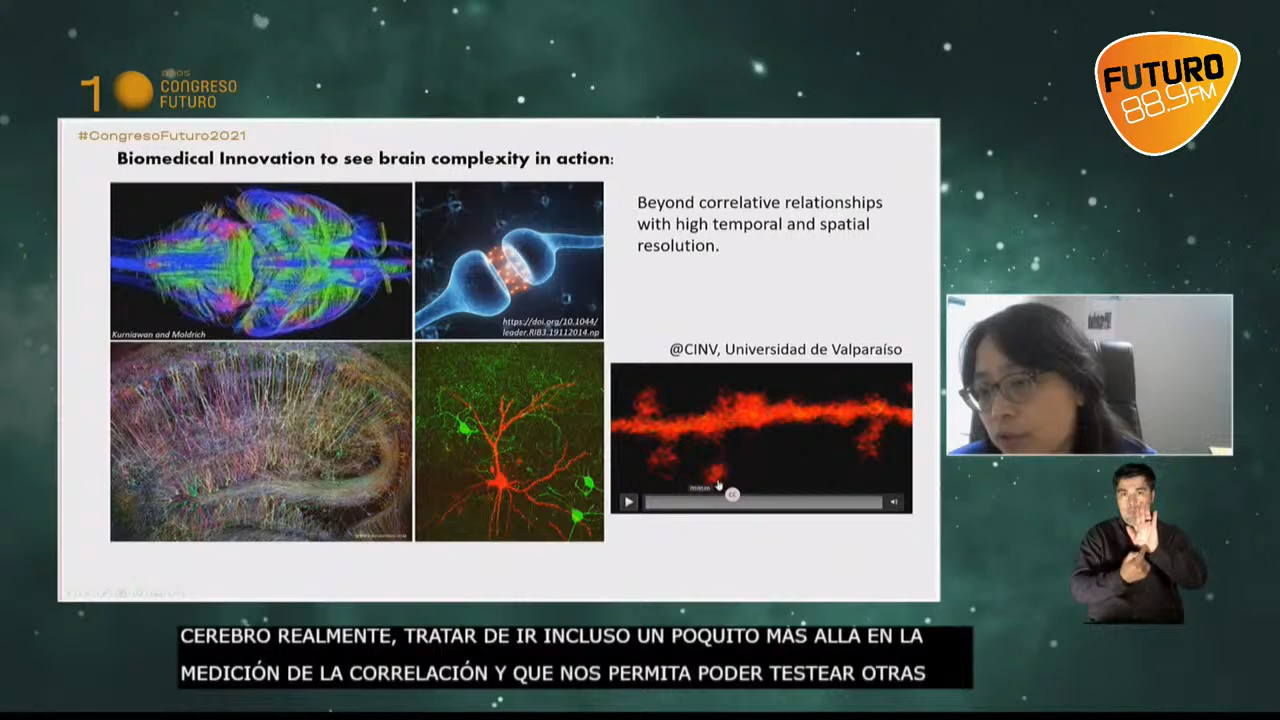 10 AÑOS
CONGRESO
FUTURO
FUTURO
88.9FM
#CongresoFuturo2021
Biomedical Innovation to see brain complexity in action:
Beyond correlative relationships
with high temporal and spatial
resolution.
Kurniawan and Moldrich
https://doi.org/10.1044/
leader.RIB3.19112014.np
@CINV, Universidad de Valparaíso
CC
CEREBRO REALMENTE, TRATAR DE IR INCLUSO UN POQUITO MÁS ALLÁ EN LA
MEDICIÓN DE LA CORRELACIÓN Y QUE NOS PERMITA PODER TESTEAR OTRAS